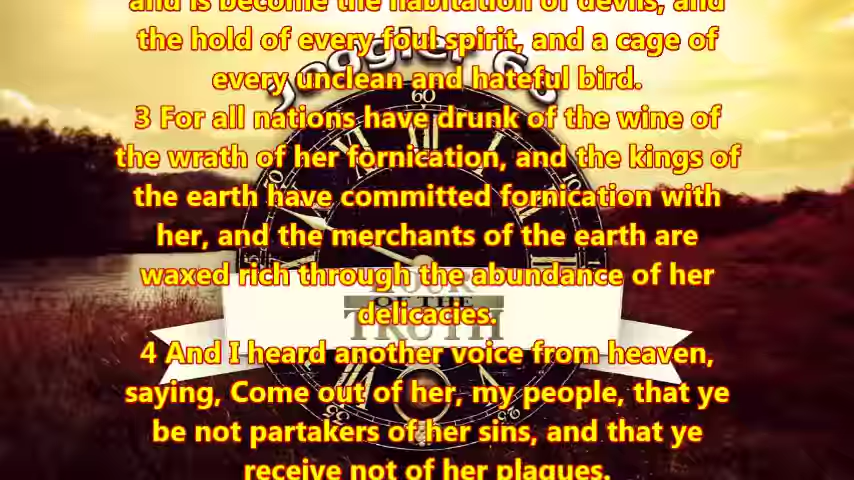 and is become the habitation of devils, and
the hold of every foul spirit, and a cage of
Joggler 66
every unclean and hateful bird.
60
3 For all nations have drunk of the wine of
the wrath of her fornication, and the kings of
10
the earth have committed fornication with
her, and the merchants of the earth are
waxed rich through the abundance of her
HOUR
OF THE
delicacies.
TRUTH
4 And I heard another voice from heaven,
saying, Come out of her, my people, that ye
be not partakers of her sins, and that ye
receive not of her plagues.